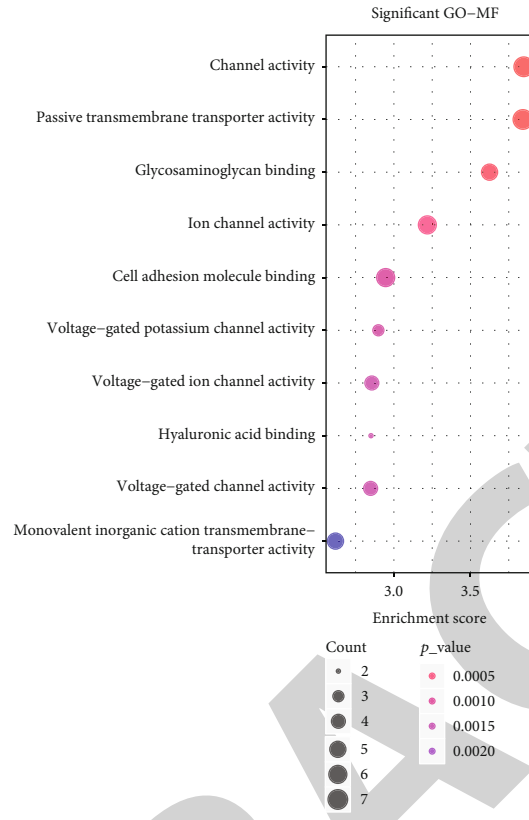 Significant GO−MF
Channel activity
Passive transmembrane transporter activity
Glycosaminoglycan binding
Ion channel activity
Cell adhesion molecule binding
Voltage−gated potassium channel activity
Voltage−gated ion channel activity
Hyaluronic acid binding
Voltage−gated channel activity
Monovalent inorganic cation transmembrane−
transporter activity
3.0 3.5
Enrichment score
Count
2
3
4
5
6
7
p_value
0.0005
0.0010
0.0015
0.0020